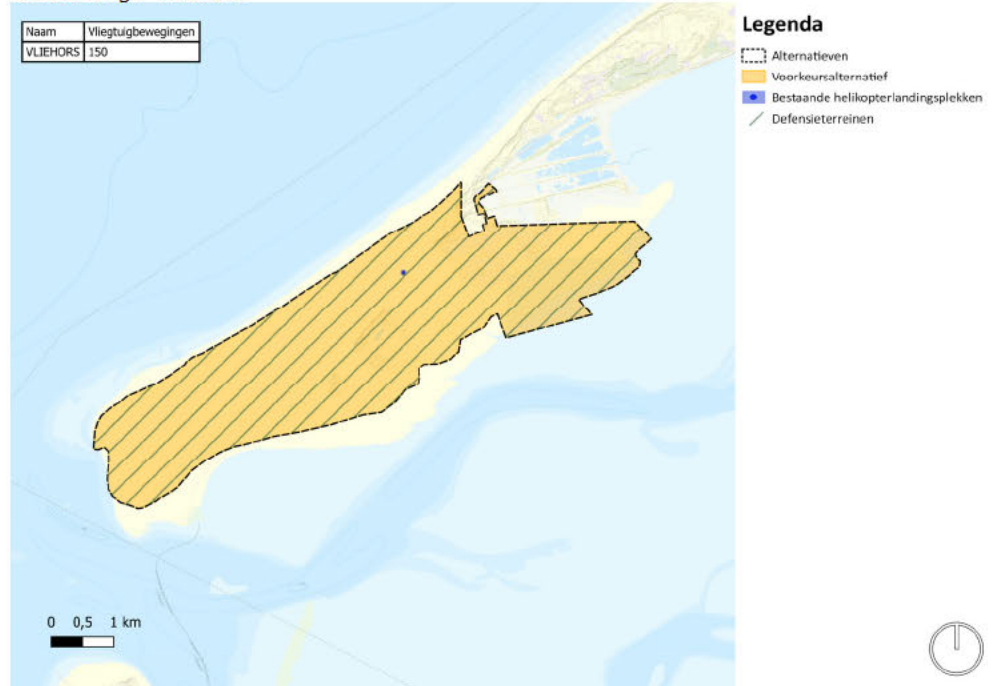 Naam Vliegtuigbewegingen
VLIEHORS 150
Legenda
Alternatieven
Voorkeursalternatief
Bestaande helikopterlandingsplekken
Defensieterreinen
0 0,5 1 km